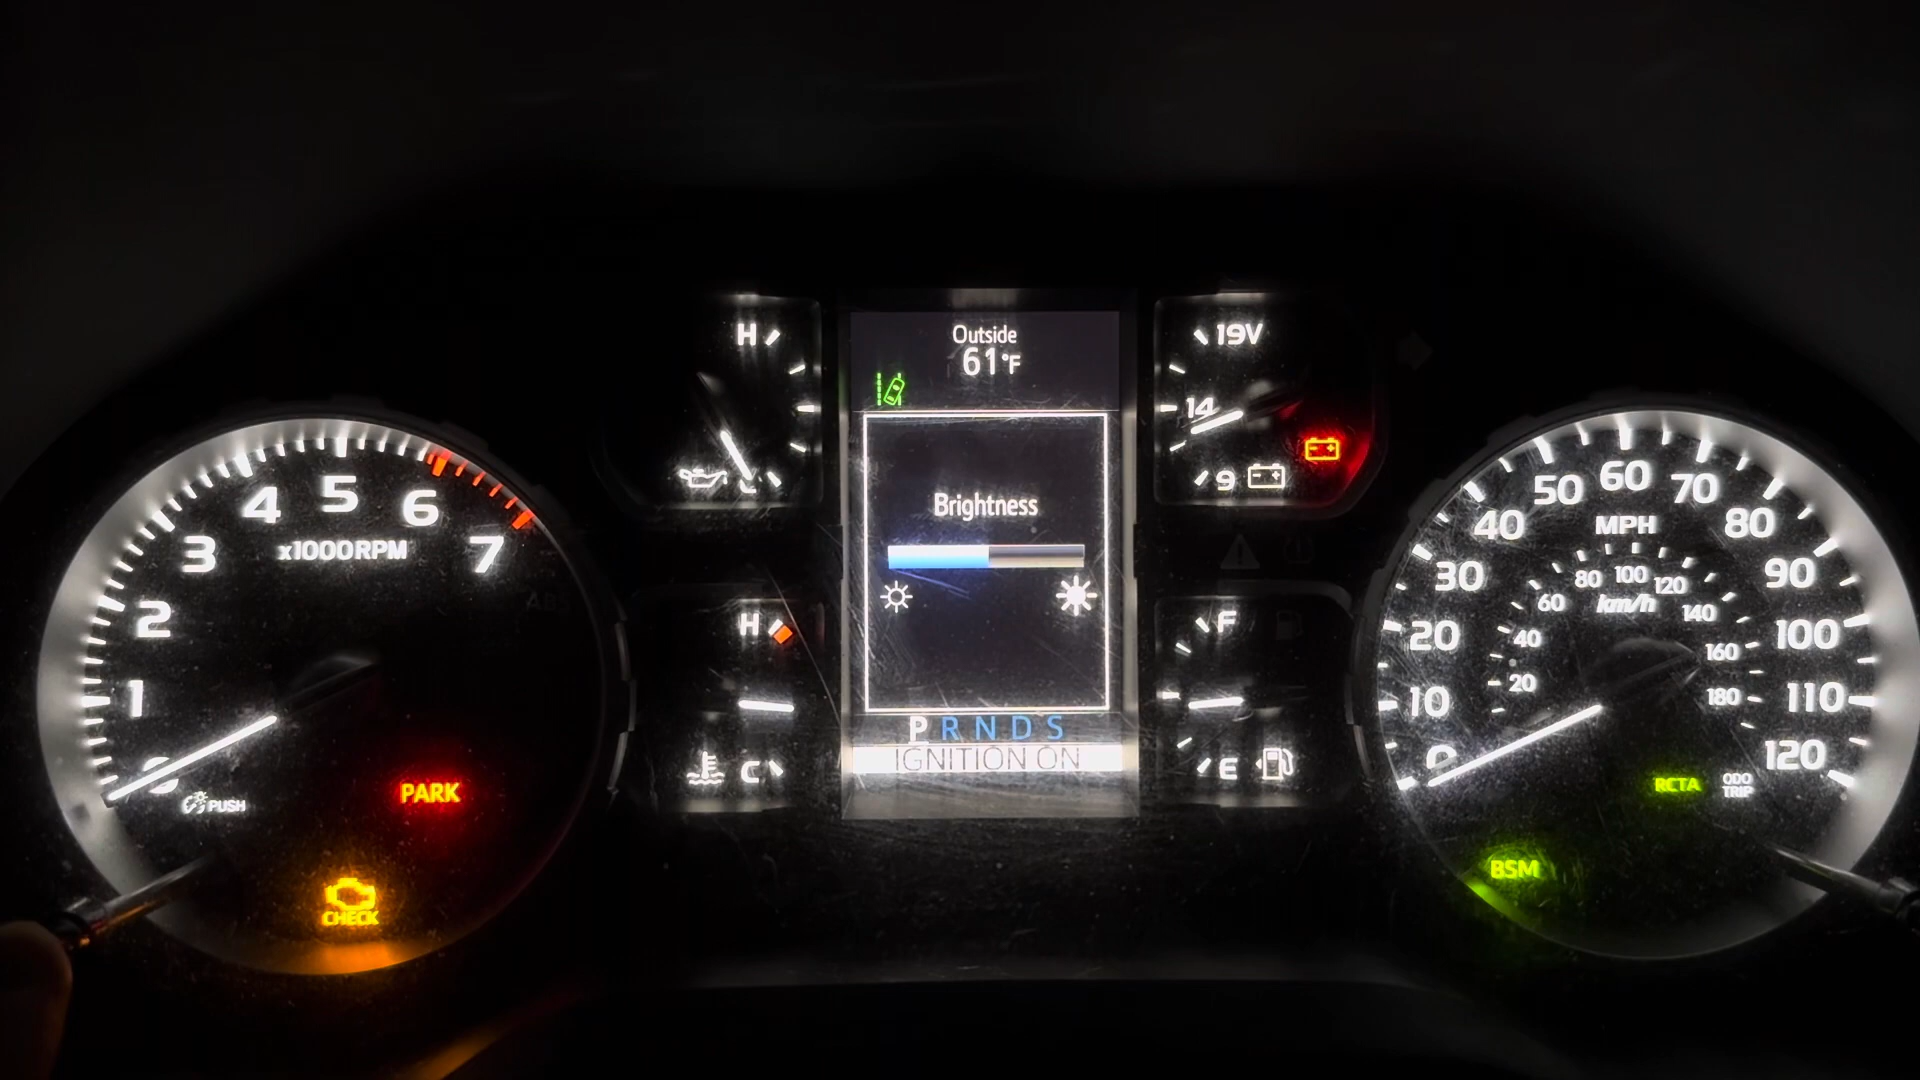 Outside
61°F
Brightness
P R N D S
IGNITION ON
0 1 2 3 4 5 6 7
x1000RPM
PUSH
PARK
CHECK
H
H
C
19V
14
9
F
E
0 10 20 30 40 50 60 70 80 90 100 110 120
MPH
20 40 60 80 100 120 140 160 180
km/h
RCTA
ODO
TRIP
BSM